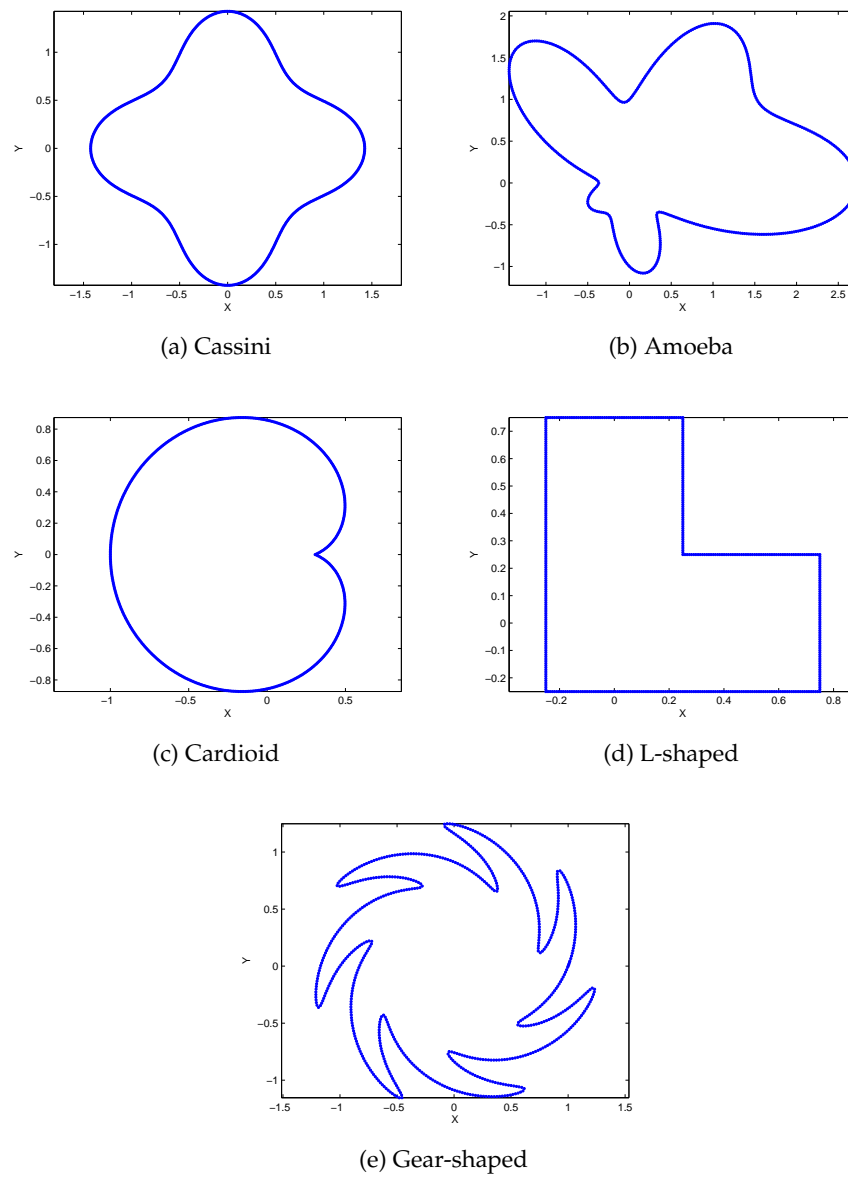 1
0.5
0
−0.5
−1
Y
−1.5 −1 −0.5 0 0.5 1 1.5
X
(a) Cassini
2
1.5
1
0.5
0
−0.5
−1
Y
−1 −0.5 0 0.5 1 1.5 2 2.5
X
(b) Amoeba
0.8
0.6
0.4
0.2
0
−0.2
−0.4
−0.6
−0.8
Y
−1 −0.5 0 0.5
X
(c) Cardioid
0.7
0.6
0.5
0.4
0.3
0.2
0.1
0
−0.1
−0.2
Y
−0.2 0 0.2 0.4 0.6 0.8
X
(d) L-shaped
1
0.5
0
−0.5
−1
Y
−1.5 −1 −0.5 0 0.5 1 1.5
X
(e) Gear-shaped